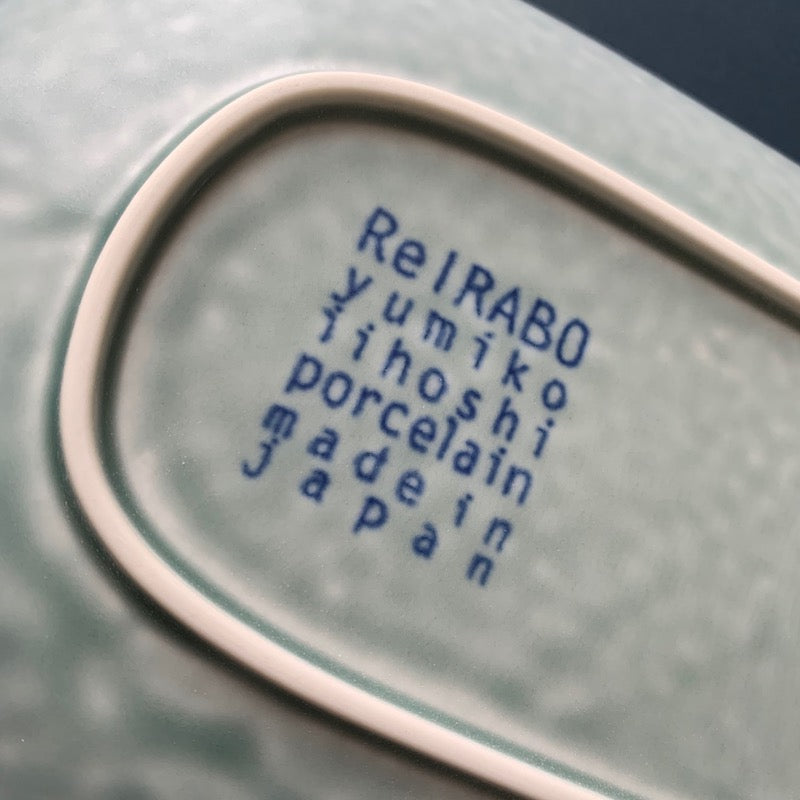 ReIRABO
yumiko
iihoshi
porcelain
made in
japan